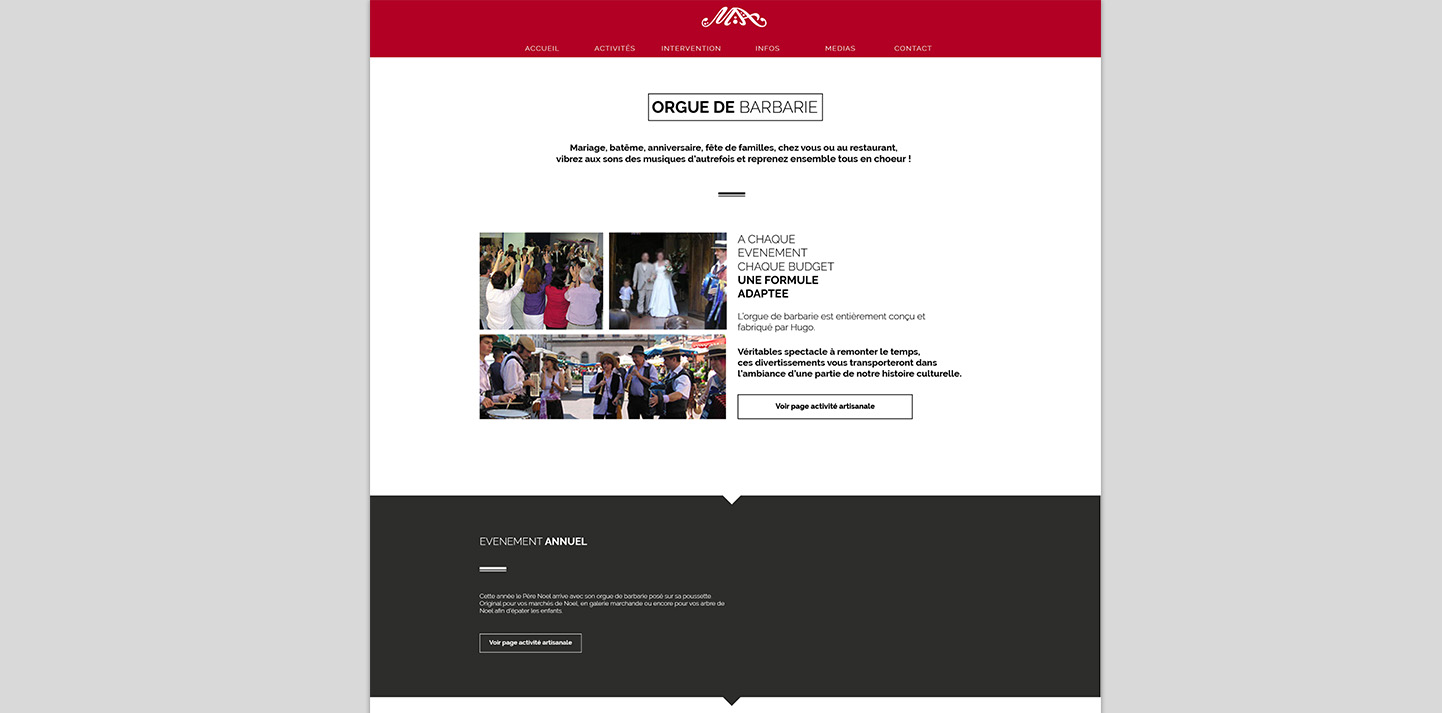 ACCUEIL ACTIVITÉS INTERVENTION INFOS MEDIAS CONTACT
ORGUE DE BARBARIE
Mariage, batême, anniversaire, fête de familles, chez vous ou au restaurant,
vibrez aux sons des musiques d'autrefois et reprenez ensemble tous en choeur !
A CHAQUE
EVENEMENT
CHAQUE BUDGET
UNE FORMULE
ADAPTEE
L'orgue de barbarie est entièrement conçu et
fabriqué par Hugo.
Véritables spectacle à remonter le temps,
ces divertissements vous transporteront dans
l'ambiance d'une partie de notre histoire culturelle.
Voir page activité artisanale
EVENEMENT ANNUEL
Cette année le Père Noel arrive avec son orgue de barbarie posé sur sa poussette
Original pour vos marchés de Noel, en galerie marchande ou encore pour vos arbre de
Noel afin d'épater les enfants.
Voir page activité artisanale